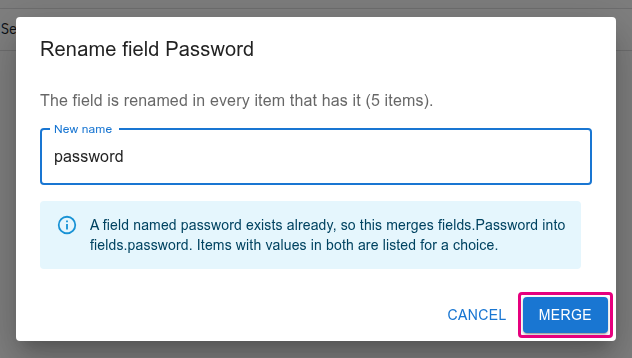 Se
Rename field Password
The field is renamed in every item that has it (5 items).
New name
password
A field named password exists already, so this merges fields.Password into
fields.password. Items with values in both are listed for a choice.
CANCEL
MERGE